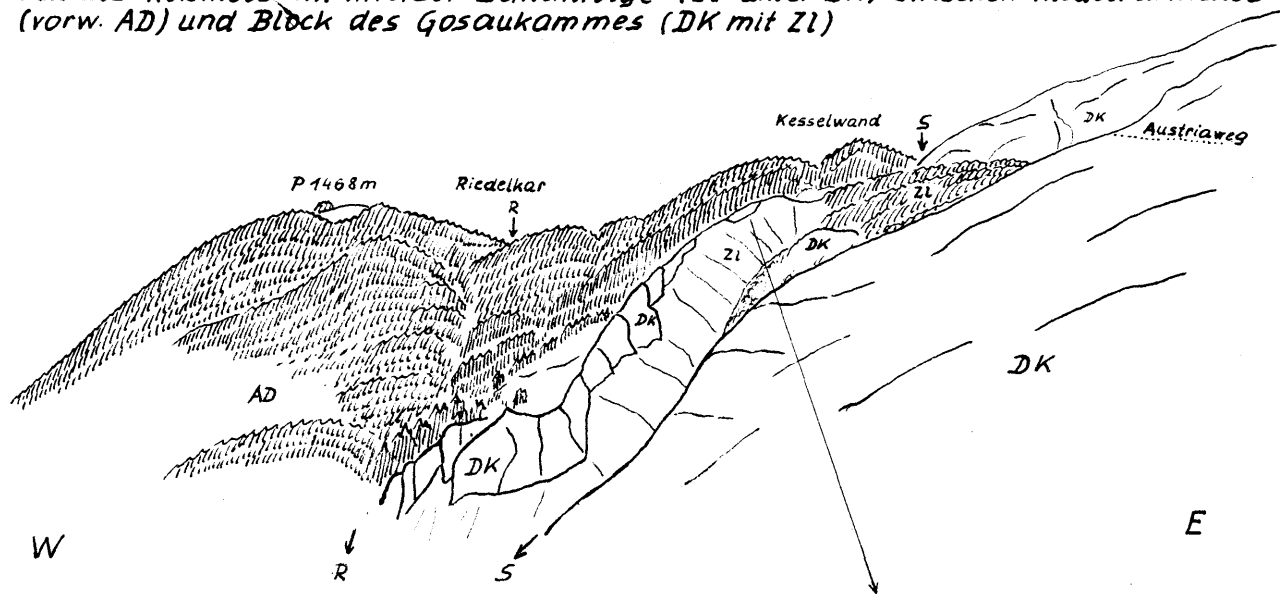 (vorw. AD) und Block des Gosaukammes (DK mit Zl)
Kesselwand
S
DK
Austriaweg
P 1468m
Riedelkar
R
Zl
Zl
DK
DK
DK
AD
DK
W
R
S
E